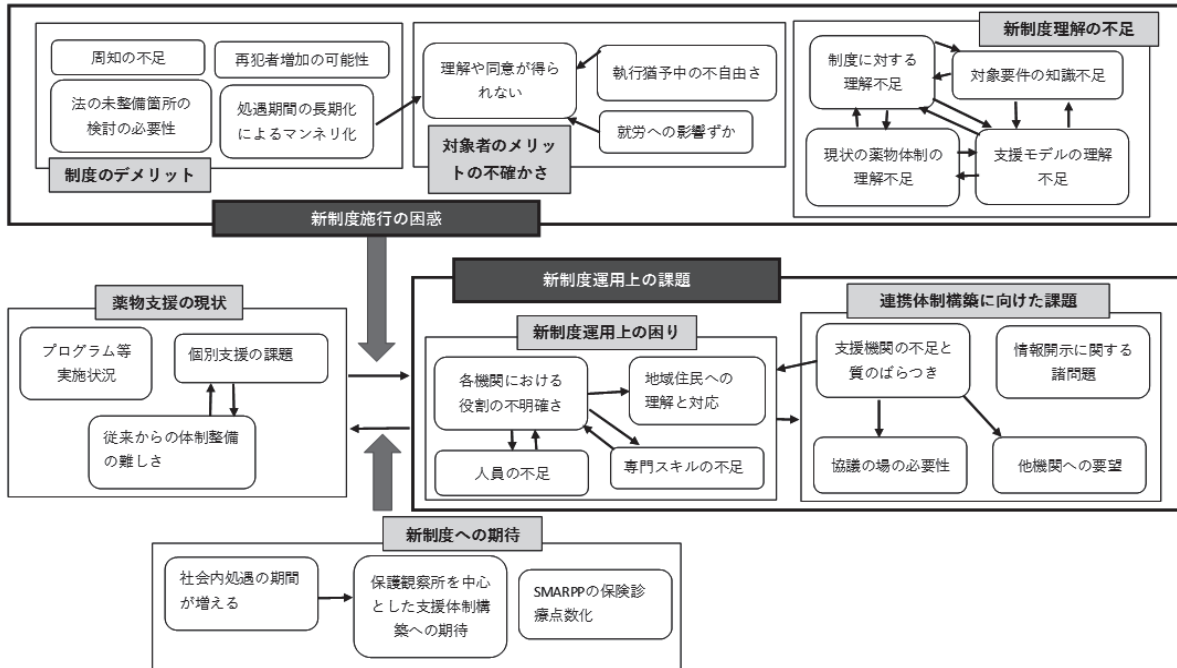 周知の不足
再犯者増加の可能性
法の未整備箇所の
検討の必要性
処遇期間の長期化
によるマンネリ化
制度のデメリット
理解や同意が得ら
れない
執行猶予中の不自由さ
就労への影響ずか
対象者のメリッ
トの不確かさ
新制度理解の不足
制度に対する
理解不足
対象要件の知識不足
現状の薬物体制の
理解不足
支援モデルの理解
不足
新制度施行の困惑
薬物支援の現状
プログラム等
実施状況
個別支援の課題
従来からの体制整備
の難しさ
新制度運用上の課題
新制度運用上の困り
各機関における
役割の不明確さ
地域住民への
理解と対応
人員の不足
専門スキルの不足
連携体制構築に向けた課題
支援機関の不足と
質のばらつき
情報開示に関する
諸問題
協議の場の必要性
他機関への要望
新制度への期待
社会内処遇の期間
が増える
保護観察所を中心
とした支援体制構
築への期待
SMARPPの保険診
療点数化